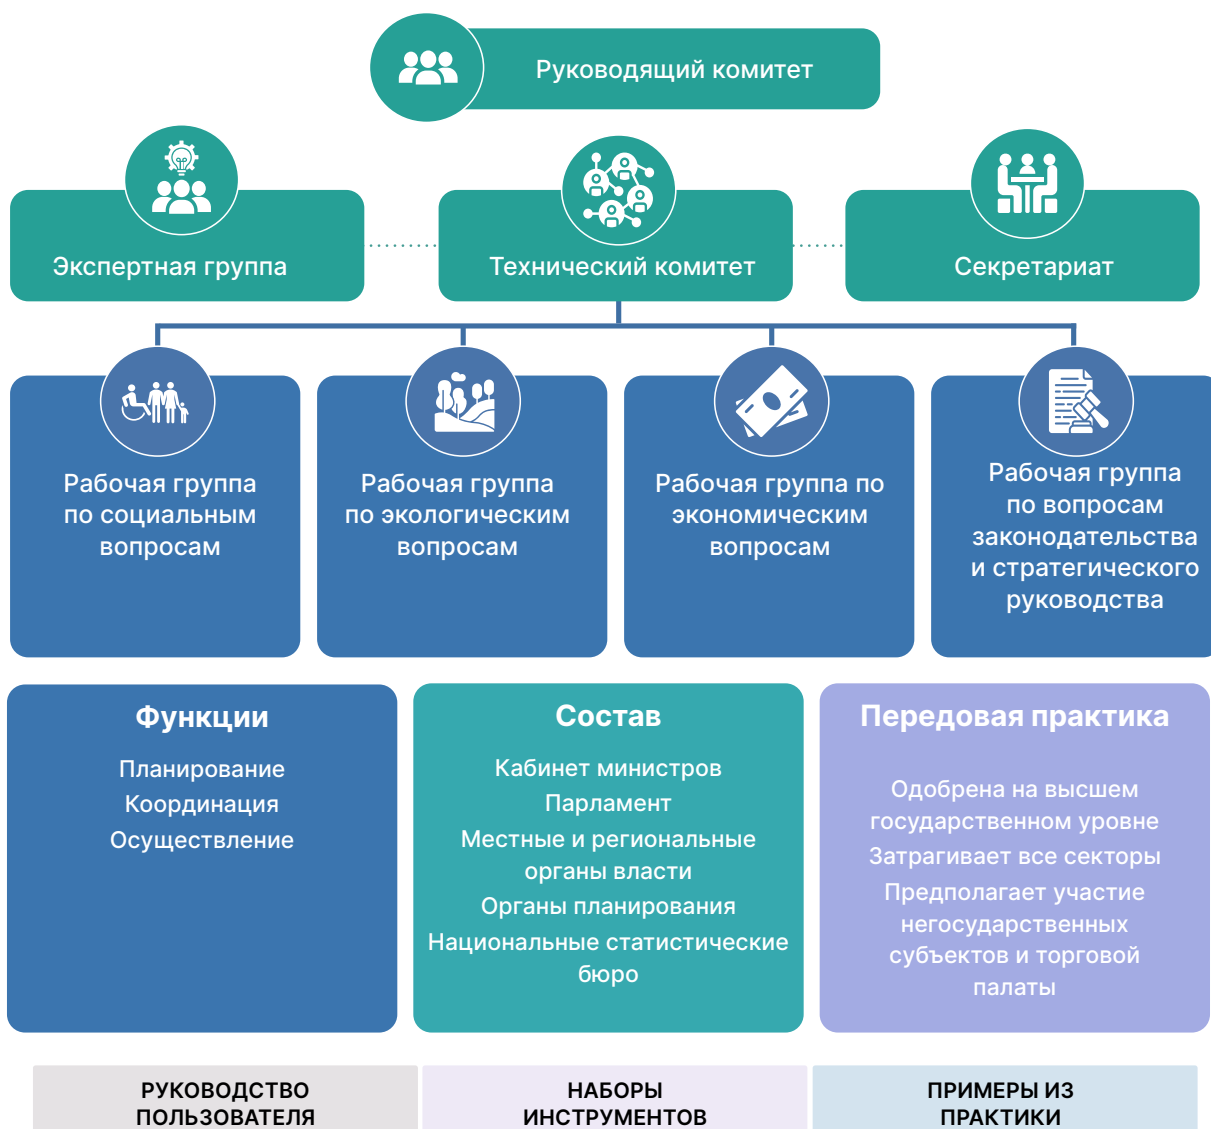 Руководящий комитет
Экспертная группа
Технический комитет
Секретариат
Рабочая группа
по социальным
вопросам
Рабочая группа
по экологическим
вопросам
Рабочая группа по
экономическим
вопросам
Рабочая группа
по вопросам
законодательства
и стратегического
руководства
Функции
Планирование
Координация
Осуществление
Состав
Кабинет министров
Парламент
Местные и региональные
органы власти
Органы планирования
Национальные статистические
бюро
Передовая практика
Одобрена на высшем
государственном уровне
Затрагивает все секторы
Предполагает участие
негосударственных
субъектов и торговой
палаты
РУКОВОДСТВО
ПОЛЬЗОВАТЕЛЯ
НАБОРЫ
ИНСТРУМЕНТОВ
ПРИМЕРЫ ИЗ
ПРАКТИКИ